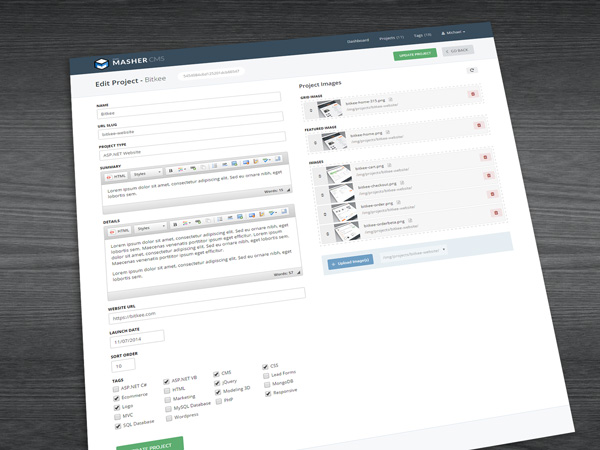 MASHER CMS
Dashboard
Projects
Tags
Michael
Edit Project - Bitkee
UPDATE PROJECT
GO BACK
NAME
Bitkee
URL SLUG
bitkee-website
PROJECT TYPE
ASP.NET Website
SUMMARY
HTML Styles
Lorem ipsum dolor sit amet, consectetur adipiscing elit. Sed eu ornare nibh, eget
lobortis sem.
DETAILS
HTML Styles
Lorem ipsum dolor sit amet, consectetur adipiscing elit. Sed eu ornare nibh, eget
lobortis sem. Maecenas venenatis porttitor ipsum eget efficitur. Lorem ipsum
dolor sit amet, consectetur adipiscing elit. Sed eu ornare nibh, eget lobortis sem.
Maecenas venenatis porttitor ipsum eget efficitur.
Lorem ipsum dolor sit amet, consectetur adipiscing elit. Sed eu ornare nibh, eget
lobortis sem.
Words: 57
WEBSITE URL
https://bitkee.com
LAUNCH DATE
11/07/2014
SORT ORDER
10
TAGS
ASP.NET C#
ASP.NET VB
CMS
CSS
Ecommerce
HTML
jQuery
Lead Forms
Logo
Marketing
Modeling 3D
MongoDB
MVC
MySQL Database
PHP
Responsive
SQL Database
Wordpress
Project Images
GRID IMAGE
bitkee-home-315.png
/img/projects/bitkee-website/
FEATURED IMAGE
bitkee-home.png
/img/projects/bitkee-website/
IMAGES
bitkee-cart.png
/img/projects/bitkee-website/
bitkee-checkout.png
/img/projects/bitkee-website/
bitkee-order.png
/img/projects/bitkee-website/
bitkee-orderbeta.png
/img/projects/bitkee-website/
+ Upload Image(s)
/img/projects/bitkee-website/